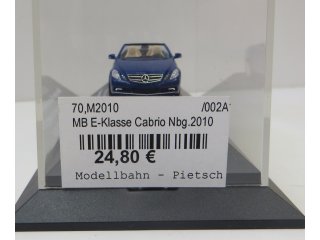 70,M2010 /002A
MB E-Klasse Cabrio Nbg.2010
24,80 €
Modellbahn - Pietsch